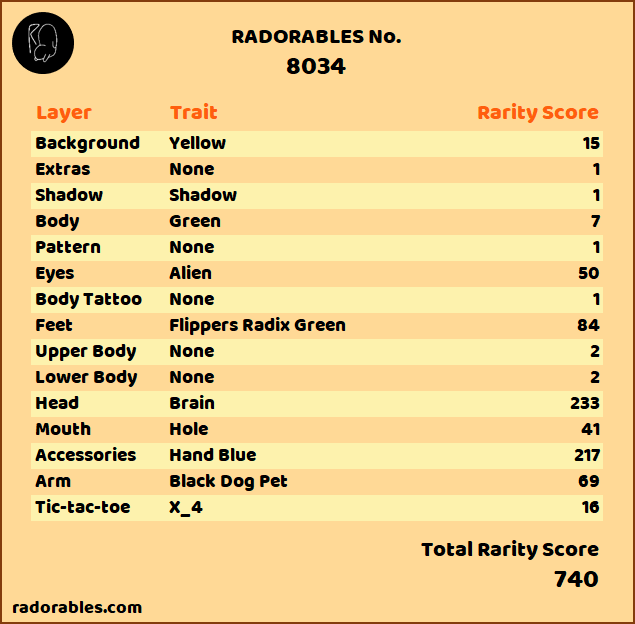 RADORABLES No.
8034
Layer Trait Rarity Score
Background Yellow 15
Extras None 1
Shadow Shadow 1
Body Green 7
Pattern None 1
Eyes Alien 50
Body Tattoo None 1
Feet Flippers Radix Green 84
Upper Body None 2
Lower Body None 2
Head Brain 233
Mouth Hole 41
Accessories Hand Blue 217
Arm Black Dog Pet 69
Tic-tac-toe X_4 16
Total Rarity Score
740
radorables.com